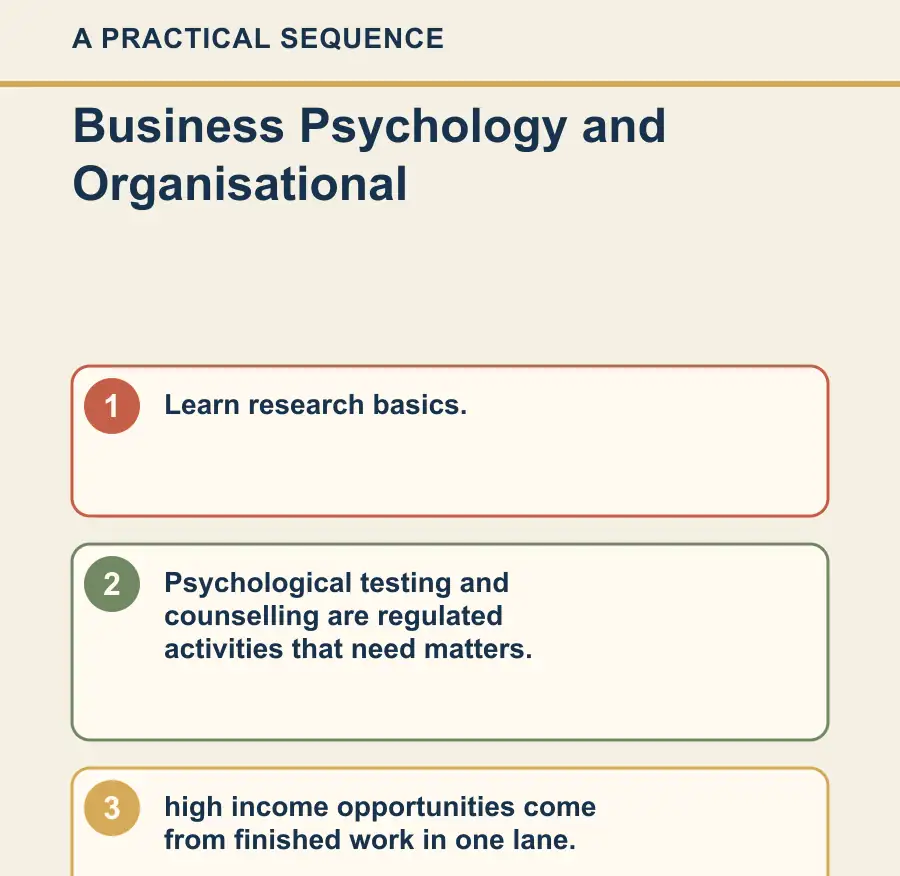 A PRACTICAL SEQUENCE
Business Psychology and
Organisational
1
Learn research basics.
2
Psychological testing and
counselling are regulated
activities that need matters.
3
high income opportunities come
from finished work in one lane.